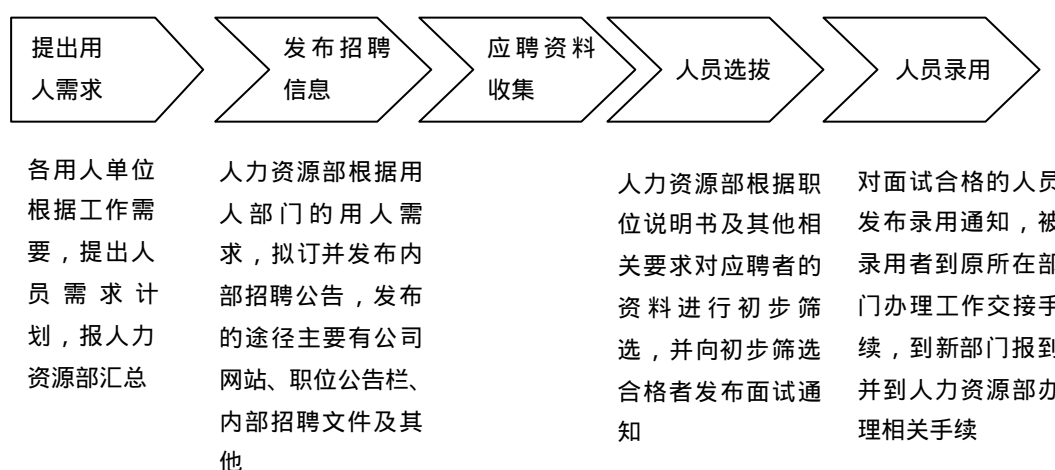 提出用
人需求
发布招聘
信息
应聘资料
收集
人员选拔
人员录用
各用人单位
根据工作需
要，提出人
员需求计
划，报人力
资源部汇总
人力资源部根据用
人部门的用人需
求，拟订并发布内
部招聘公告，发布
的途径主要有公司
网站、职位公告栏、
内部招聘文件及其
他
人力资源部根据职
位说明书及其他相
关要求对应聘者的
资料进行初步筛
选，并向初步筛选
合格者发布面试通
知
对面试合格的人员
发布录用通知，被
录用者到原所在部
门办理工作交接手
续，到新部门报到
并到人力资源部办
理相关手续